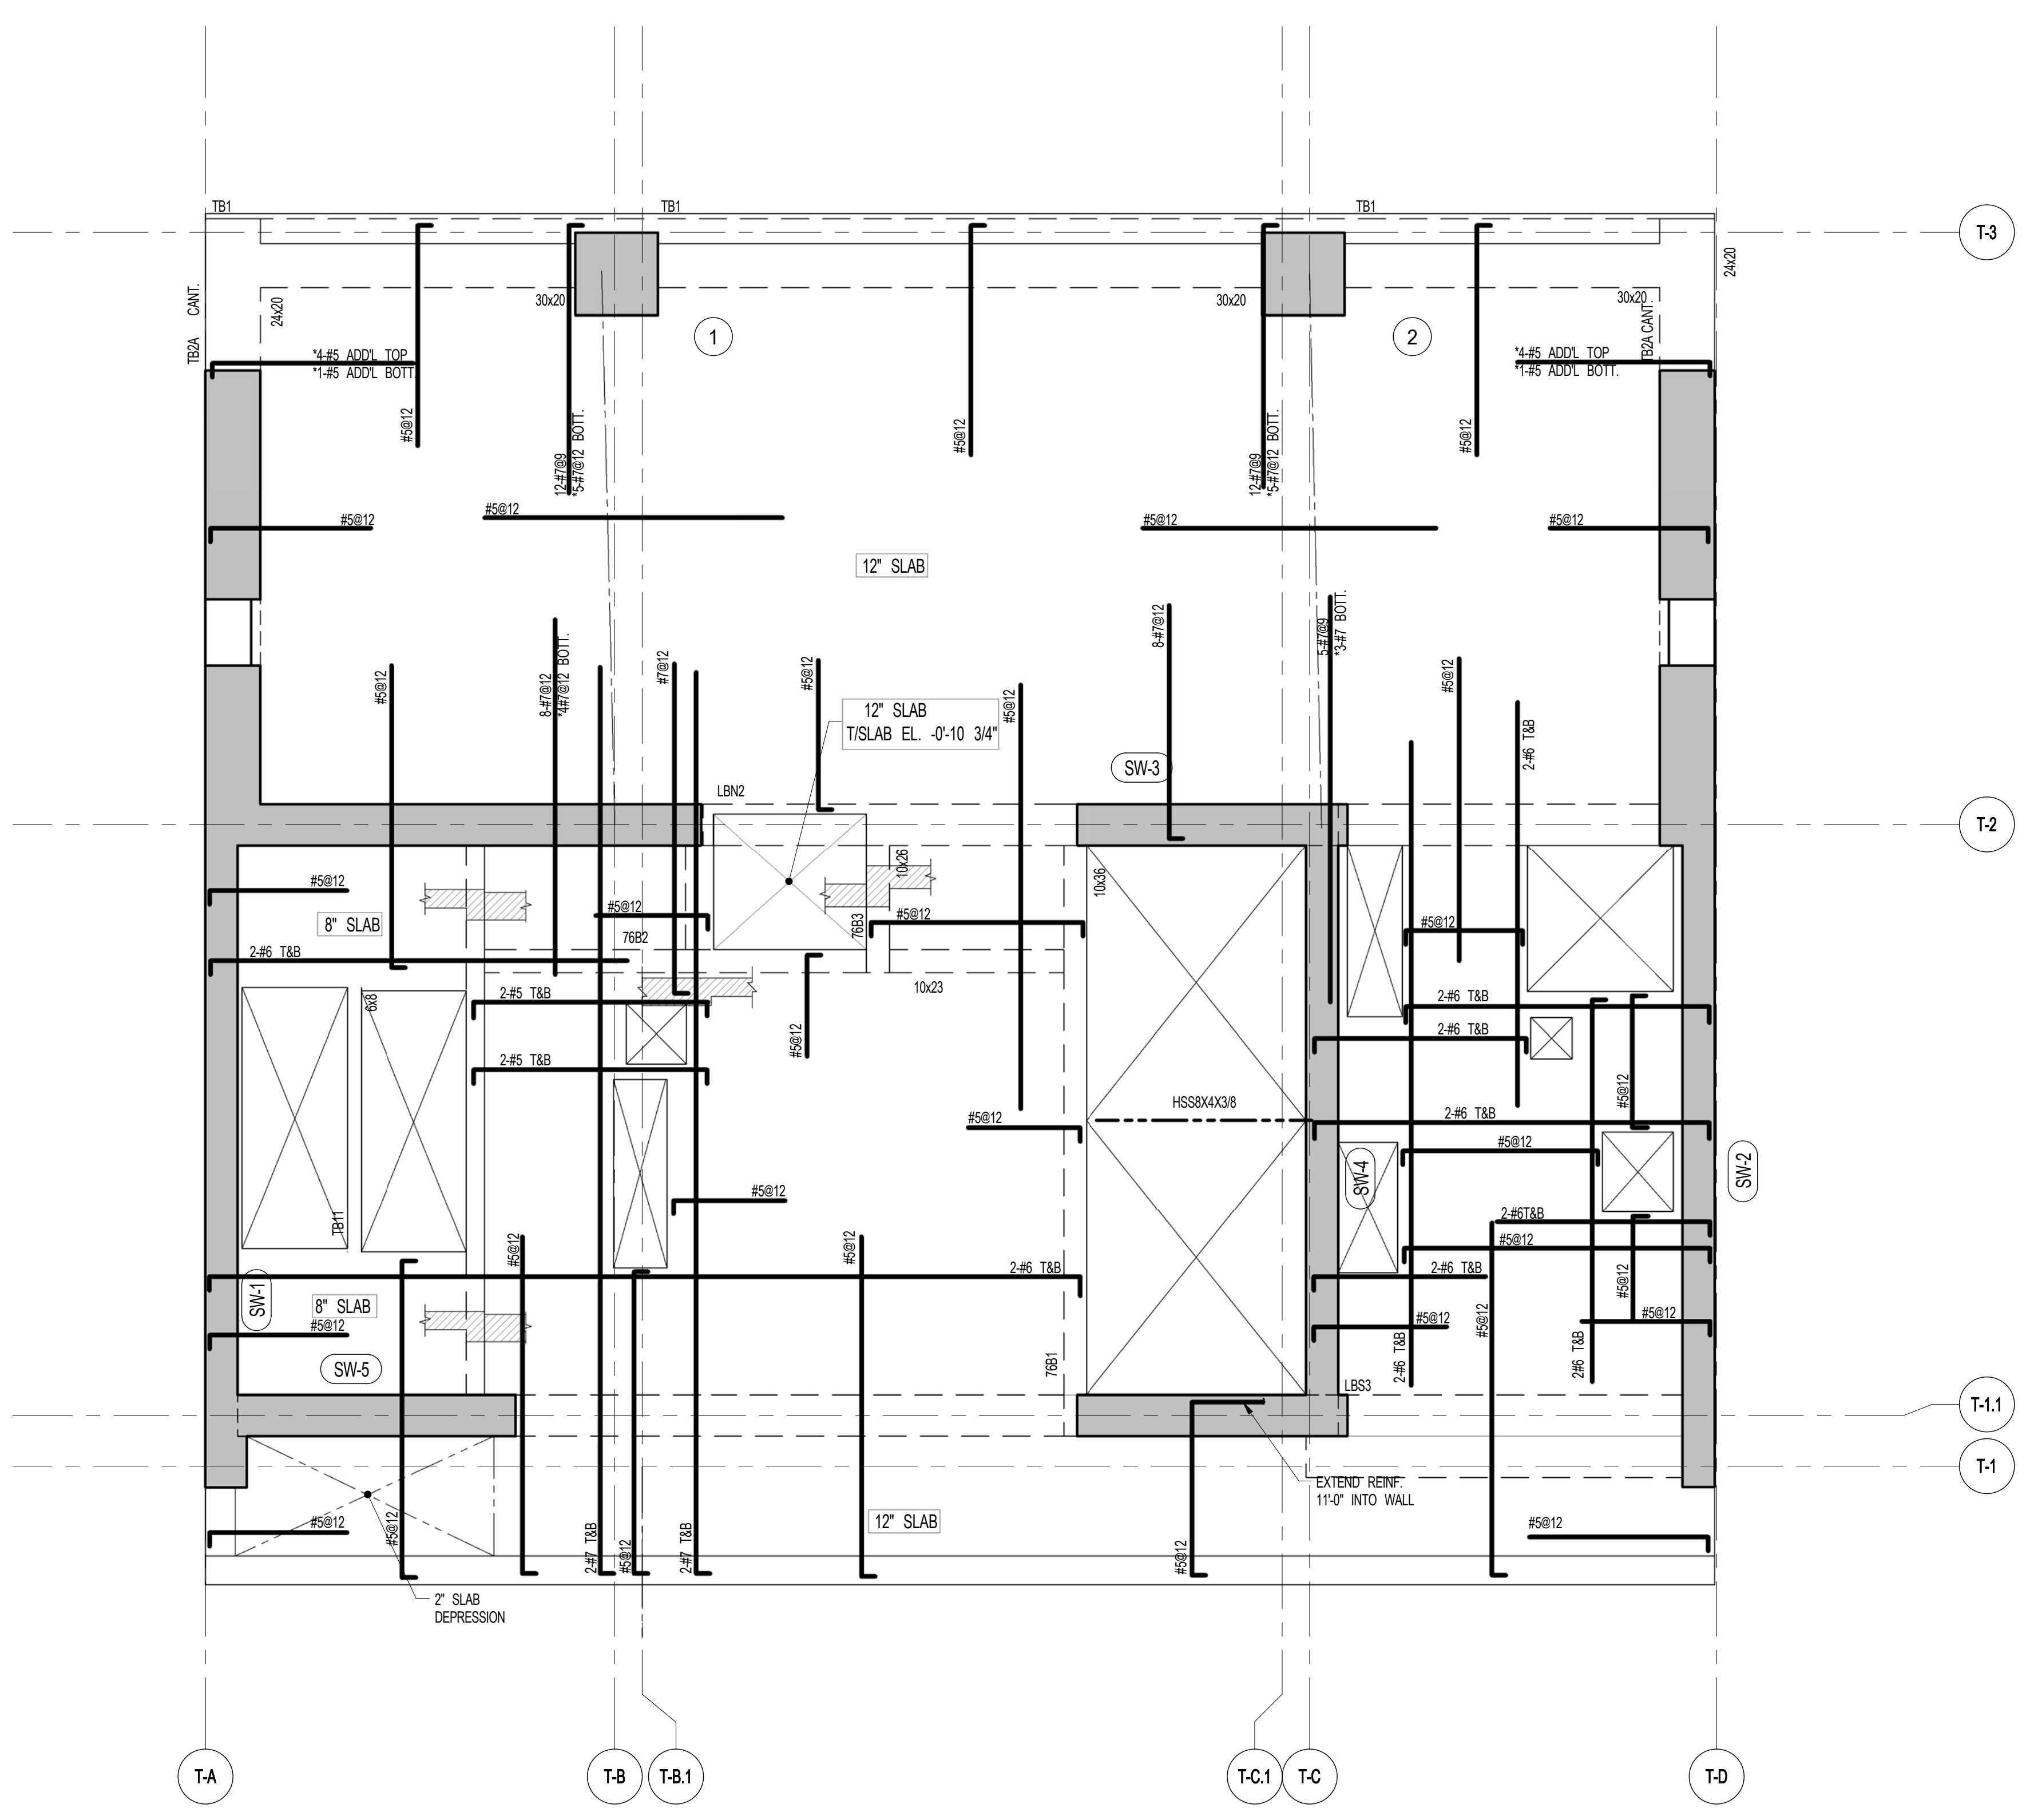 TB1
TB1
TB1
T-3
24x20
TB2A CANT.
24x20
30x20
30x20
30x20
TB2A CANT.
1
2
*4-#5 ADD'L TOP
*1-#5 ADD'L BOTT.
*4-#5 ADD'L TOP
*1-#5 ADD'L BOTT.
#5@12
12-#7@9
*5-#7@12 BOTT.
#5@12
12-#7@9
*5-#7@12 BOTT.
#5@12
#5@12
#5@12
#5@12
#5@12
12" SLAB
#5@12
8-#7@12
*4#7@12 BOTT.
#7@12
#5@12
12" SLAB
T/SLAB EL. -0'-10 3/4"
#5@12
8-#7@12
5-#7@9
*3-#7 BOTT.
#5@12
2-#6 T&B
SW-3
LBN2
T-2
#5@12
8" SLAB
2-#6 T&B
#5@12
76B2
76B3
10x26
#5@12
10x36
#5@12
10x23
6x8
2-#5 T&B
2-#5 T&B
#5@12
2-#6 T&B
2-#6 T&B
#5@12
HSS8X4X3/8
#5@12
2-#6 T&B
#5@12
SW-4
SW-2
#5@12
TB11
2-#6T&B
#5@12
#5@12
#5@12
2-#6 T&B
2-#6 T&B
#5@12
SW-1
8" SLAB
#5@12
SW-5
#5@12
#5@12
#5@12
2-#6 T&B
2#6 T&B
76B1
LBS3
T-1.1
T-1
EXTEND REINF.
11'-0" INTO WALL
#5@12
#5@12
2-#7 T&B
#5@12
2-#7 T&B
12" SLAB
#5@12
#5@12
2" SLAB
DEPRESSION
T-A
T-B
T-B.1
T-C.1
T-C
T-D